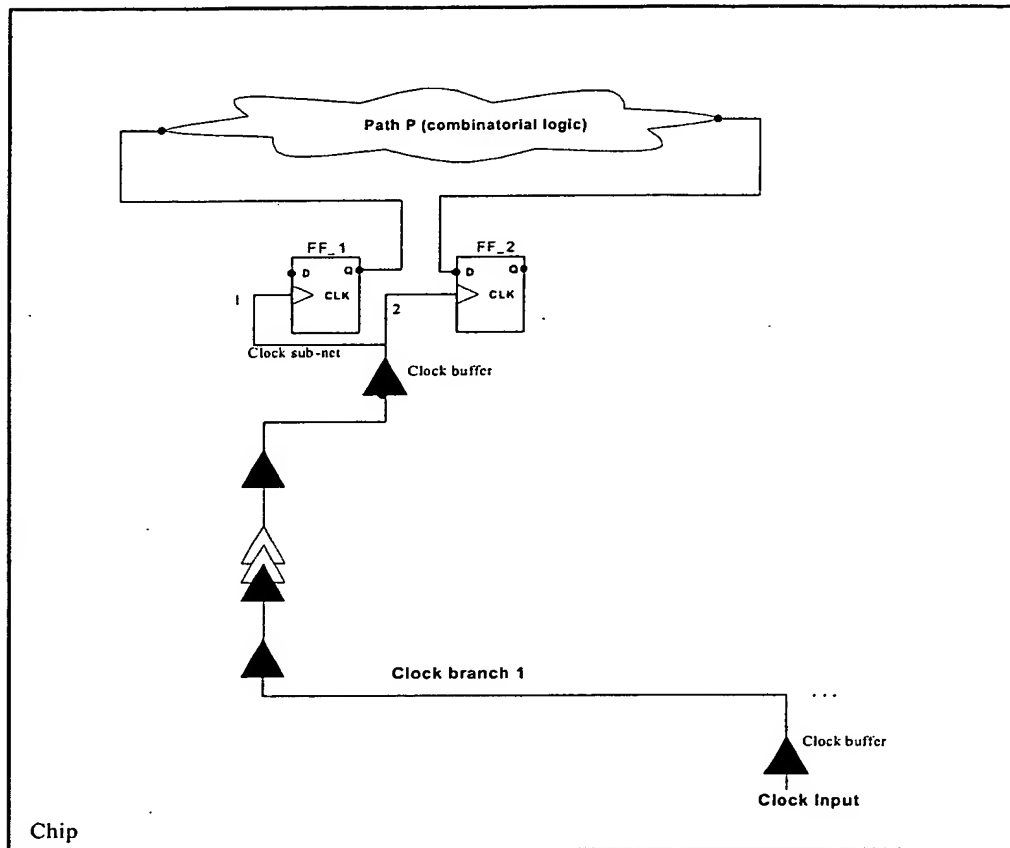 Path P (combinatorial logic)
FF_1
FF_2
D
Q
CLK
D
Q
CLK
1
2
Clock sub-net
Clock buffer
Clock branch 1
...
Clock buffer
Clock Input
Chip